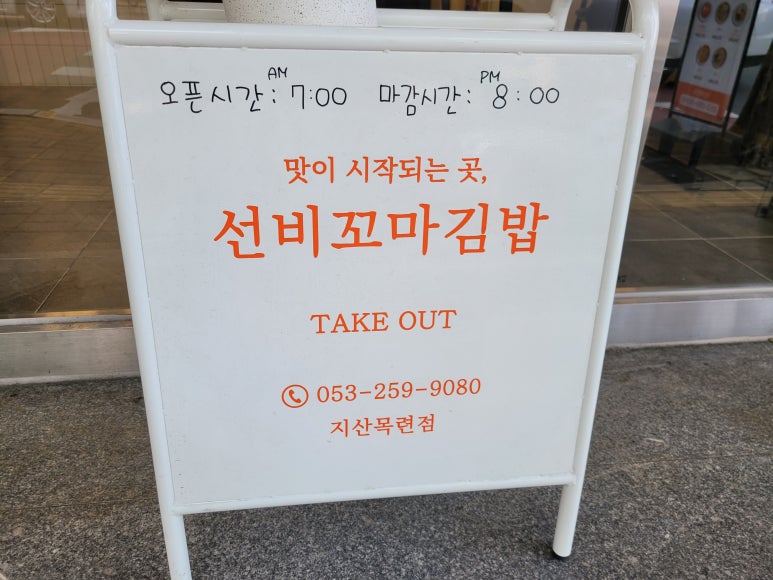 오픈시간: AM 7:00 마감시간: PM 8:00
맛이 시작되는 곳,
선비꼬마김밥
TAKE OUT
053-259-9080
지산목련점